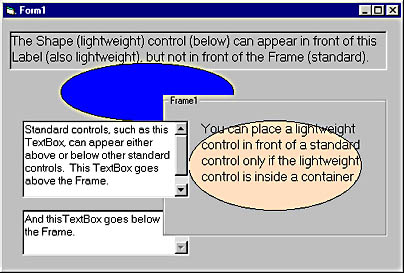 Form1
The Shape (lightweight) control (below) can appear in front of this
Label (also lightweight), but not in front of the Frame (standard).
Frame1
Standard controls, such as this
TextBox, can appear either
above or below other standard
controls. This TextBox goes
above the Frame.
You can place a lightweight
control in front of a standard
control only if the lightweight
control is inside a container
And thisTextBox goes below
the Frame.